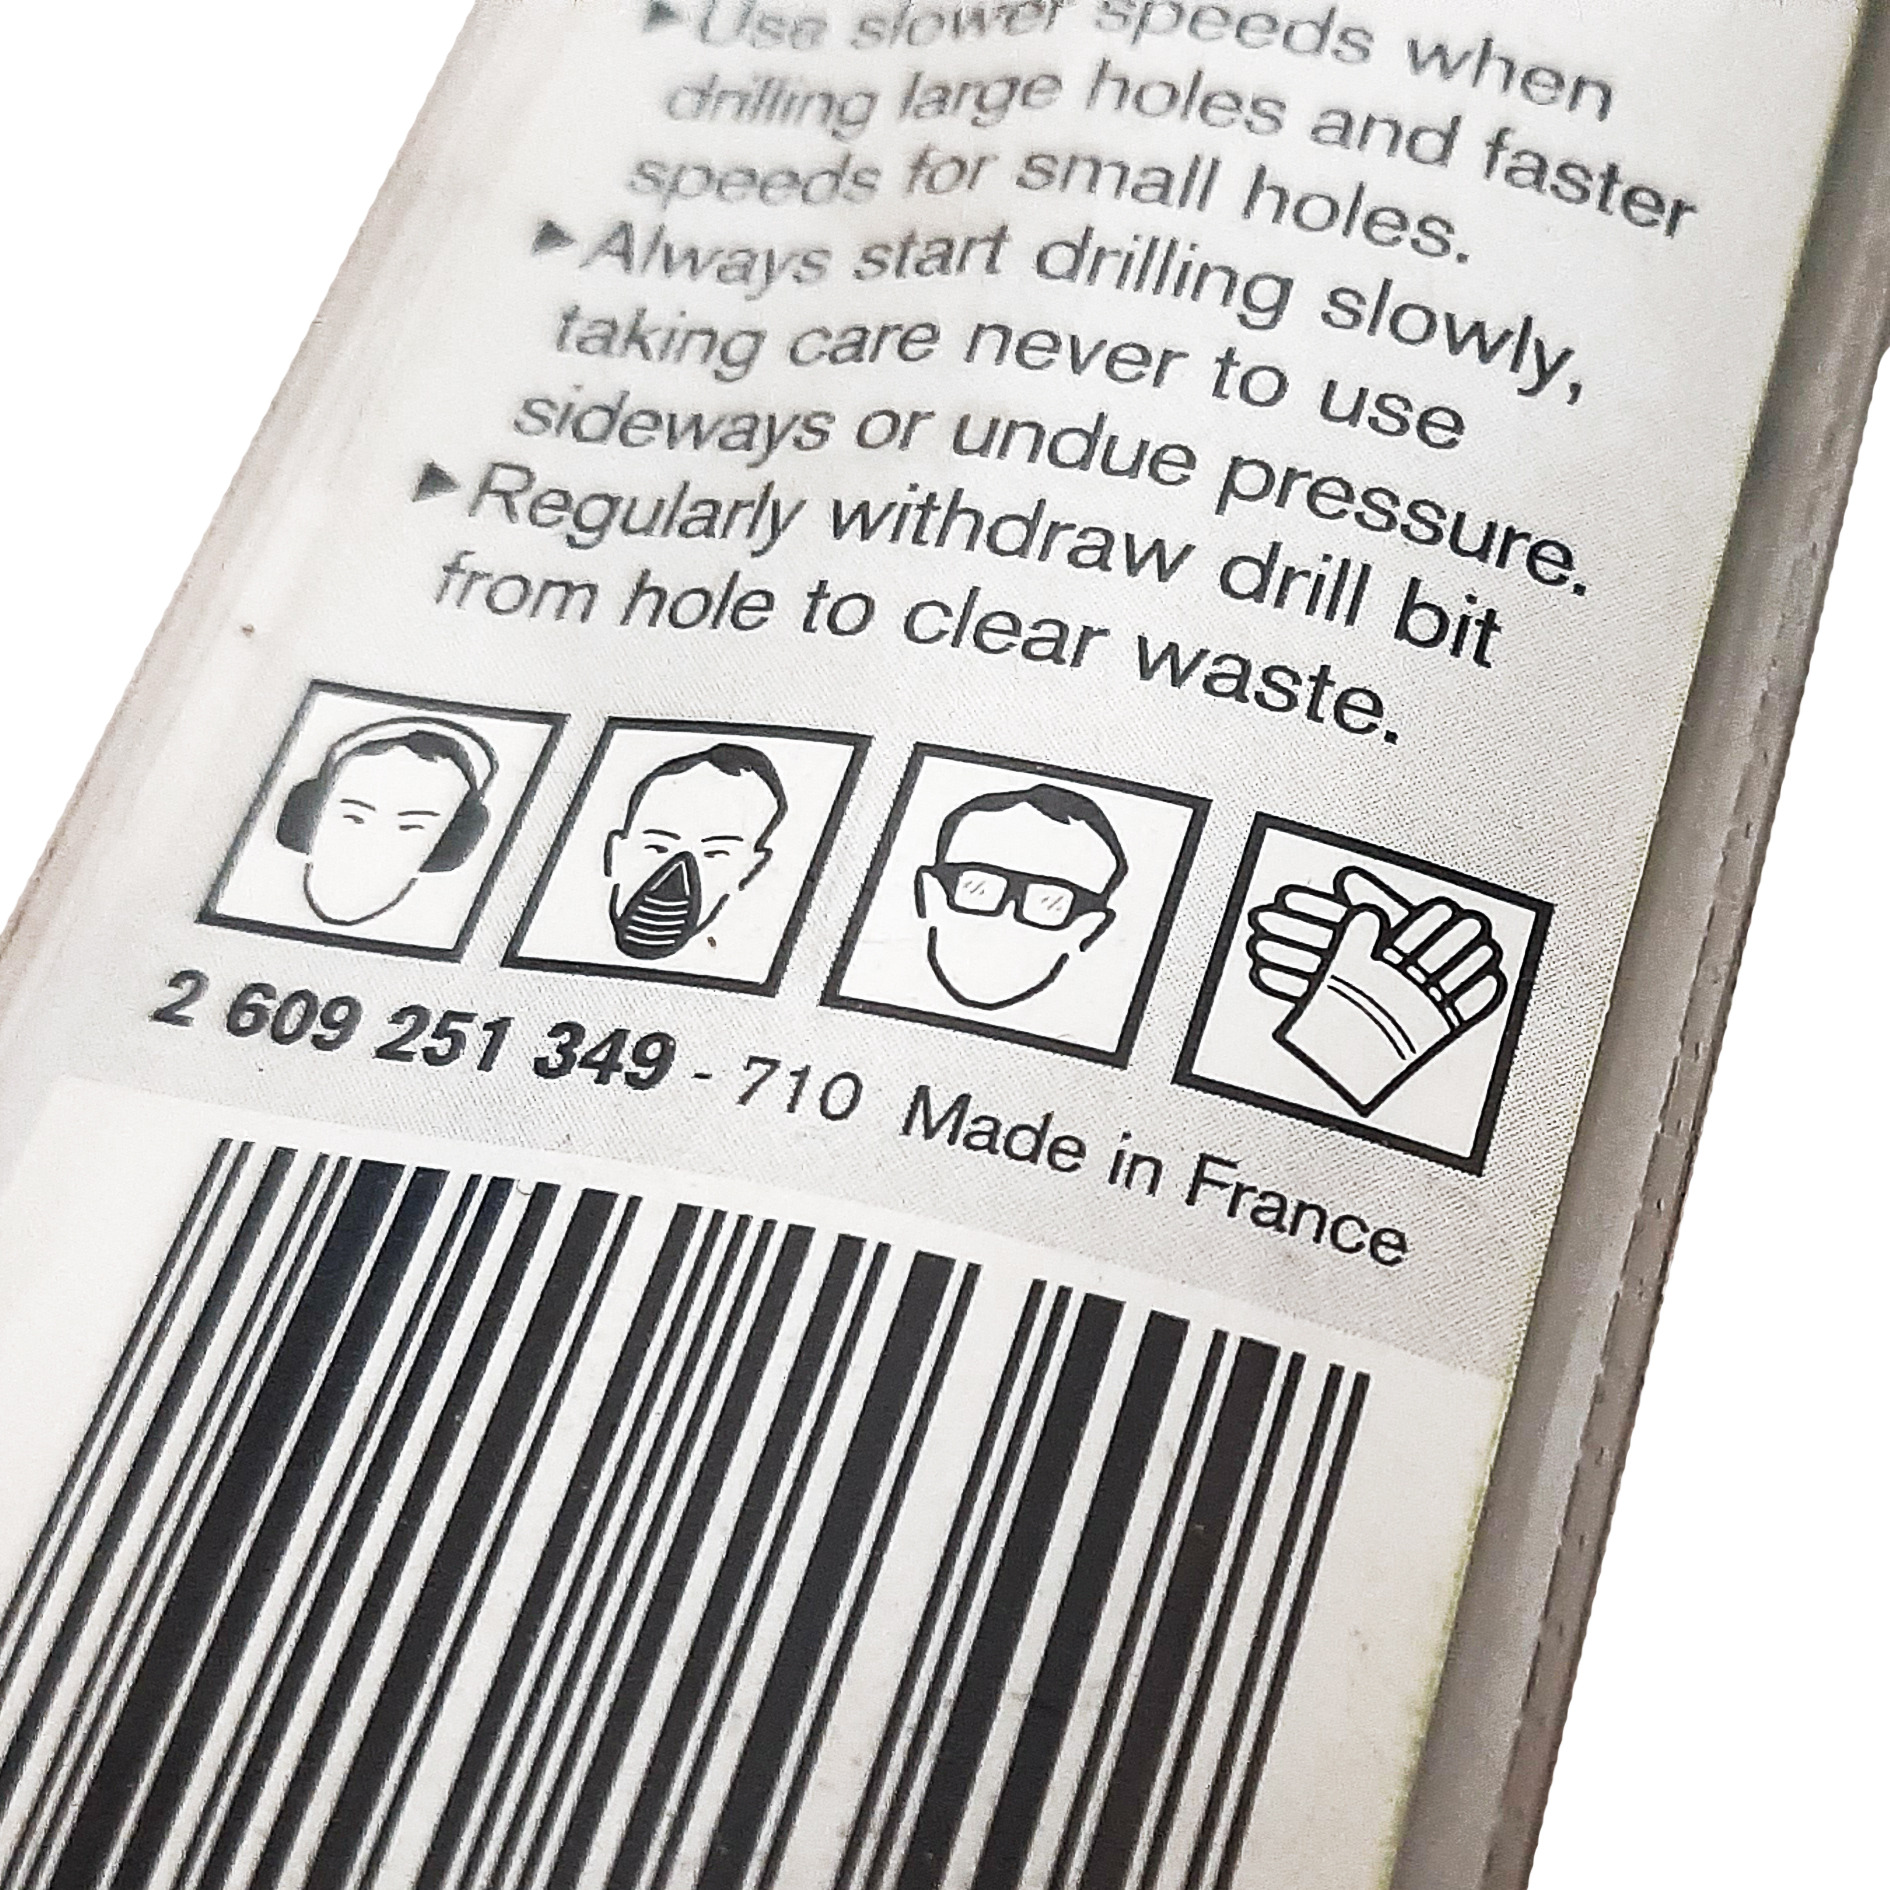 ▸Use slower speeds when
drilling large holes and faster
speeds for small holes.
▸Always start drilling slowly,
taking care never to use
sideways or undue pressure.
▸Regularly withdraw drill bit
from hole to clear waste.
2 609 251 349 - 710 Made in France